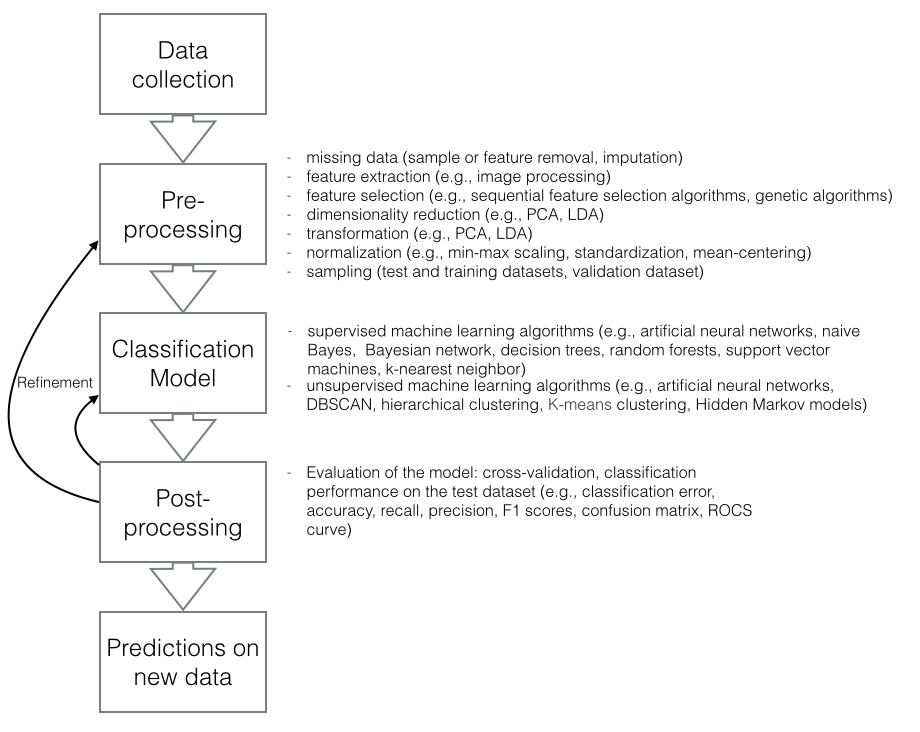 Data
collection
- missing data (sample or feature removal, imputation)
- feature extraction (e.g., image processing)
- feature selection (e.g., sequential feature selection algorithms, genetic algorithms)
- dimensionality reduction (e.g., PCA, LDA)
- transformation (e.g., PCA, LDA)
- normalization (e.g., min-max scaling, standardization, mean-centering)
- sampling (test and training datasets, validation dataset)
Pre-
processing
- supervised machine learning algorithms (e.g., artificial neural networks, naive
Bayes, Bayesian network, decision trees, random forests, support vector
machines, k-nearest neighbor)
- unsupervised machine learning algorithms (e.g., artificial neural networks,
DBSCAN, hierarchical clustering, K-means clustering, Hidden Markov models)
Classification
Model
Refinement
- Evaluation of the model: cross-validation, classification
performance on the test dataset (e.g., classification error,
accuracy, recall, precision, F1 scores, confusion matrix, ROCS
curve)
Post-
processing
Predictions on
new data